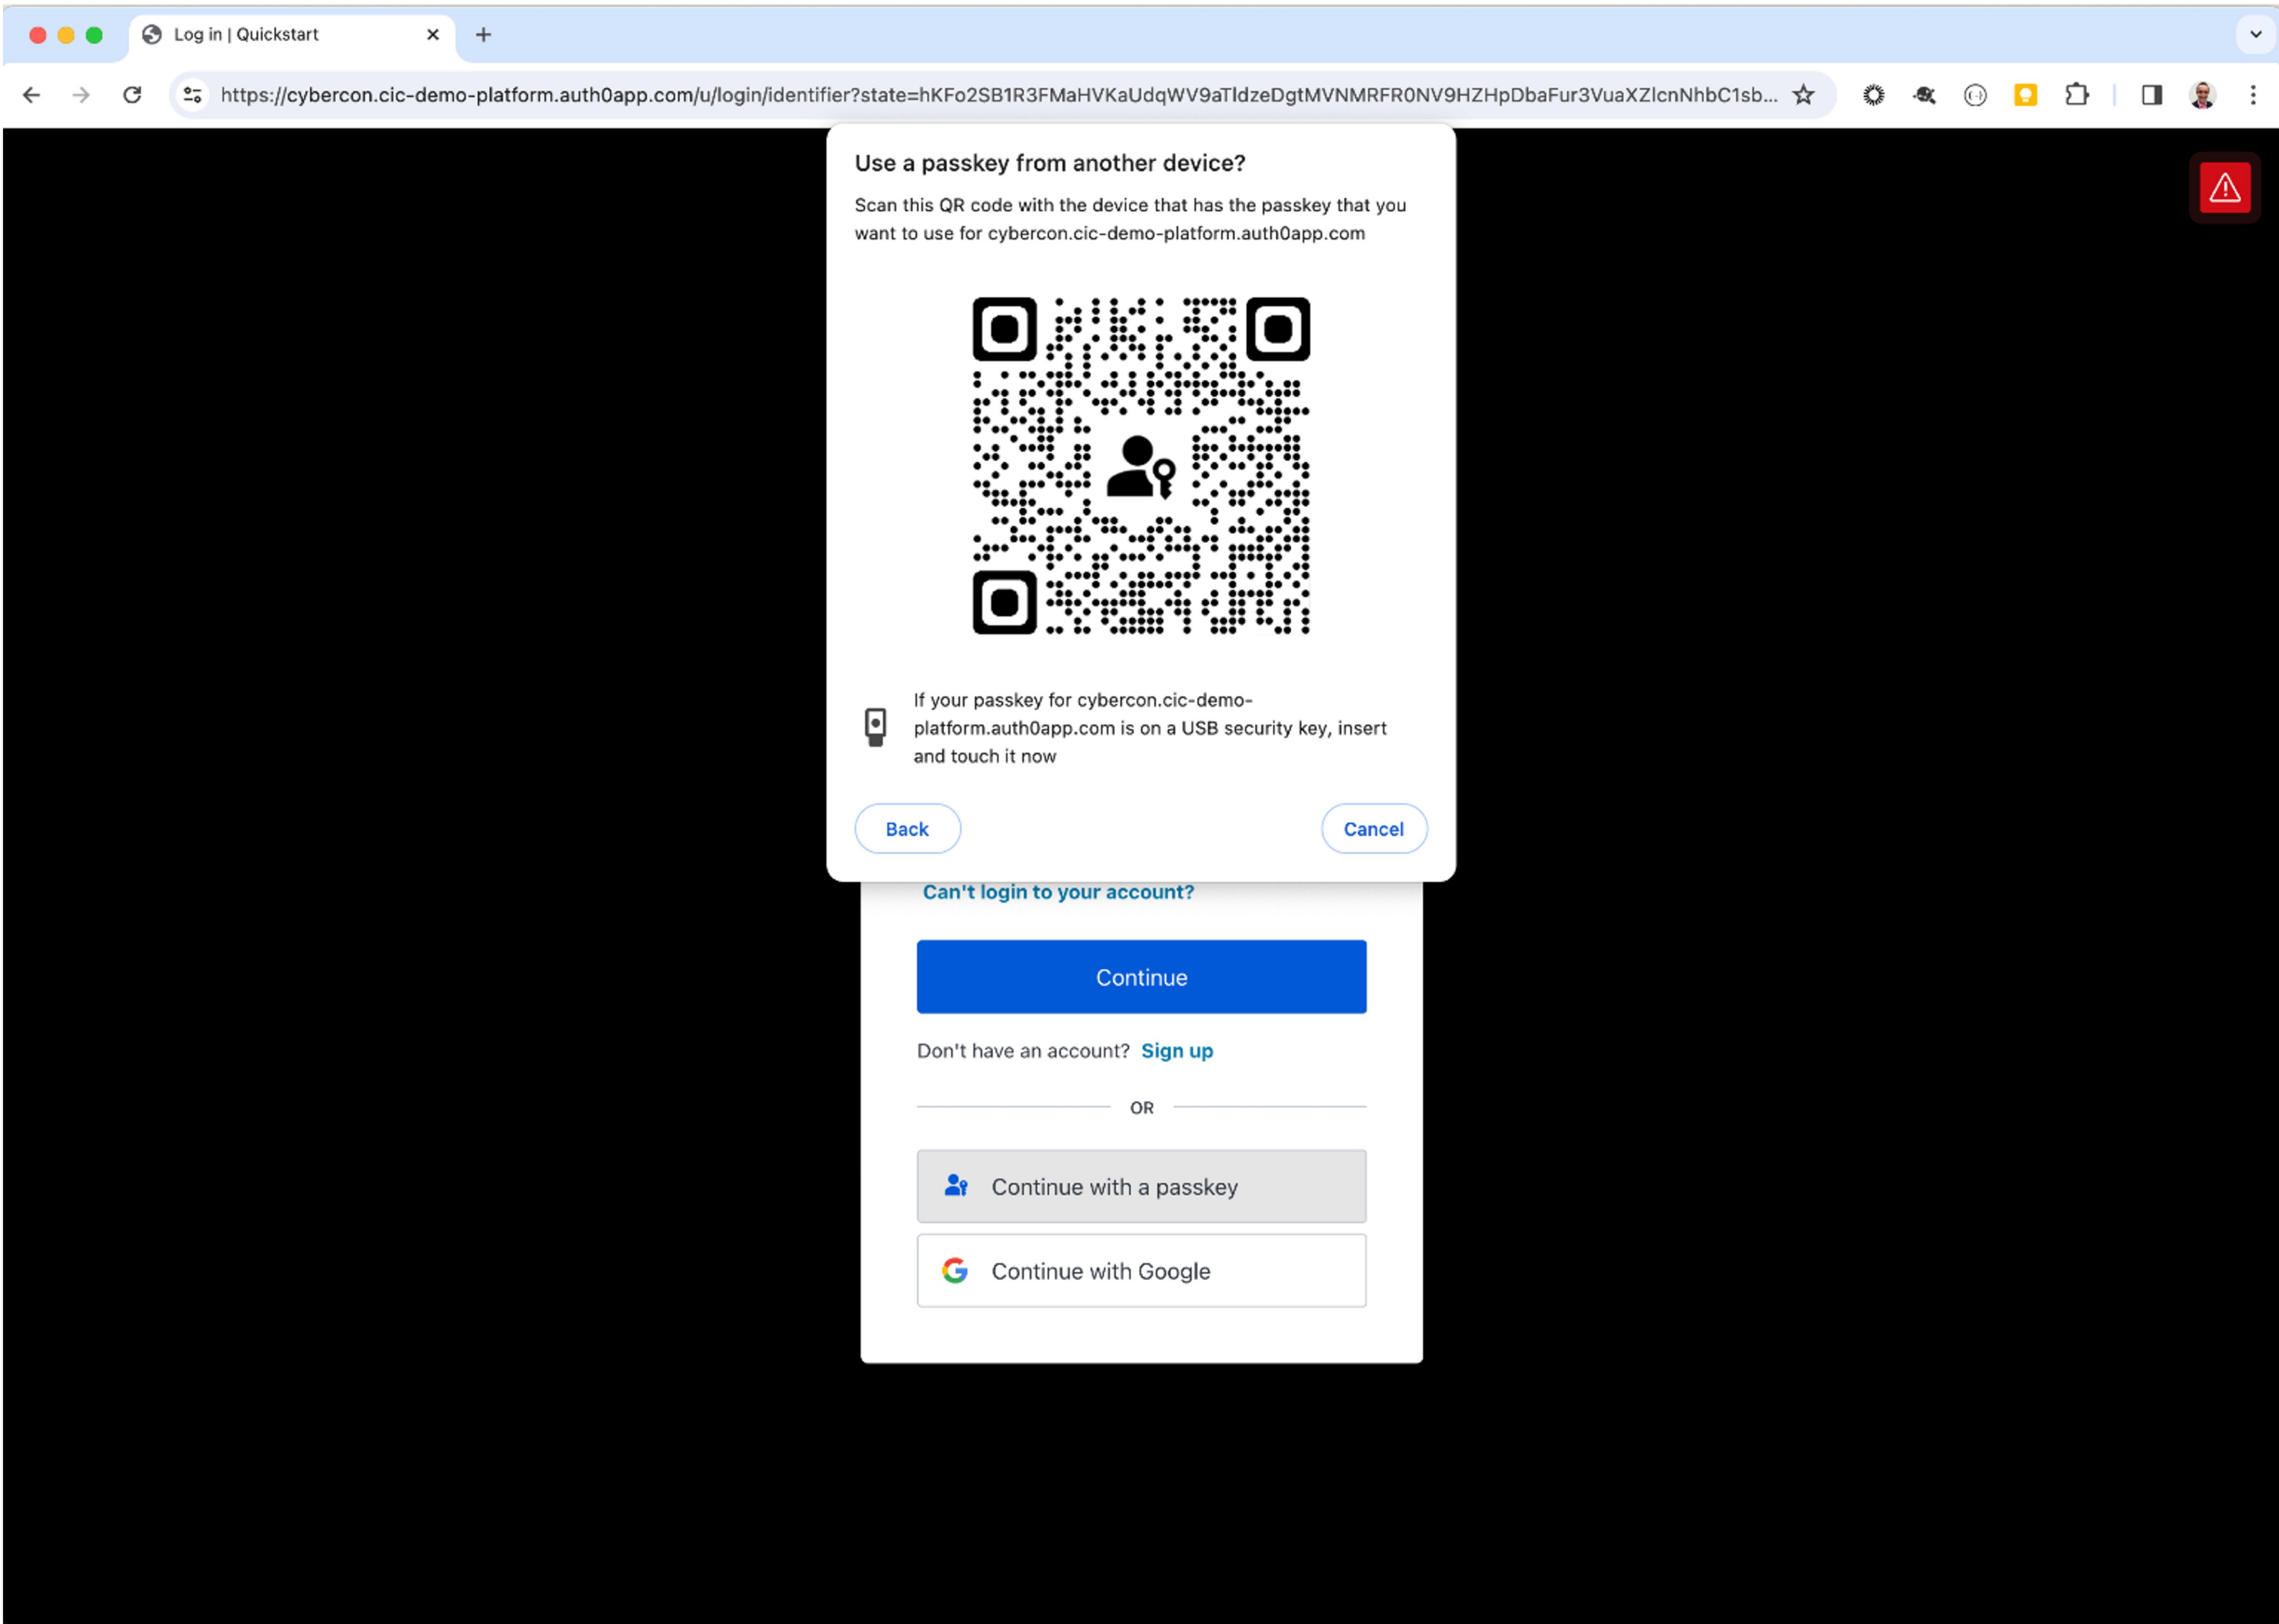 Log in | Quickstart
https://cybercon.cic-demo-platform.auth0app.com/u/login/identifier?state=hKFo2SB1R3FMaHVKaUdqWV9aTldzeDgtMVNMRFR0NV9HZHpDbaFur3VuaXZlcnNhbC1sb...
Use a passkey from another device?
Scan this QR code with the device that has the passkey that you
want to use for cybercon.cic-demo-platform.auth0app.com
If your passkey for cybercon.cic-demo-
platform.auth0app.com is on a USB security key, insert
and touch it now
Back
Cancel
Can't login to your account?
Continue
Don't have an account? Sign up
OR
Continue with a passkey
Continue with Google